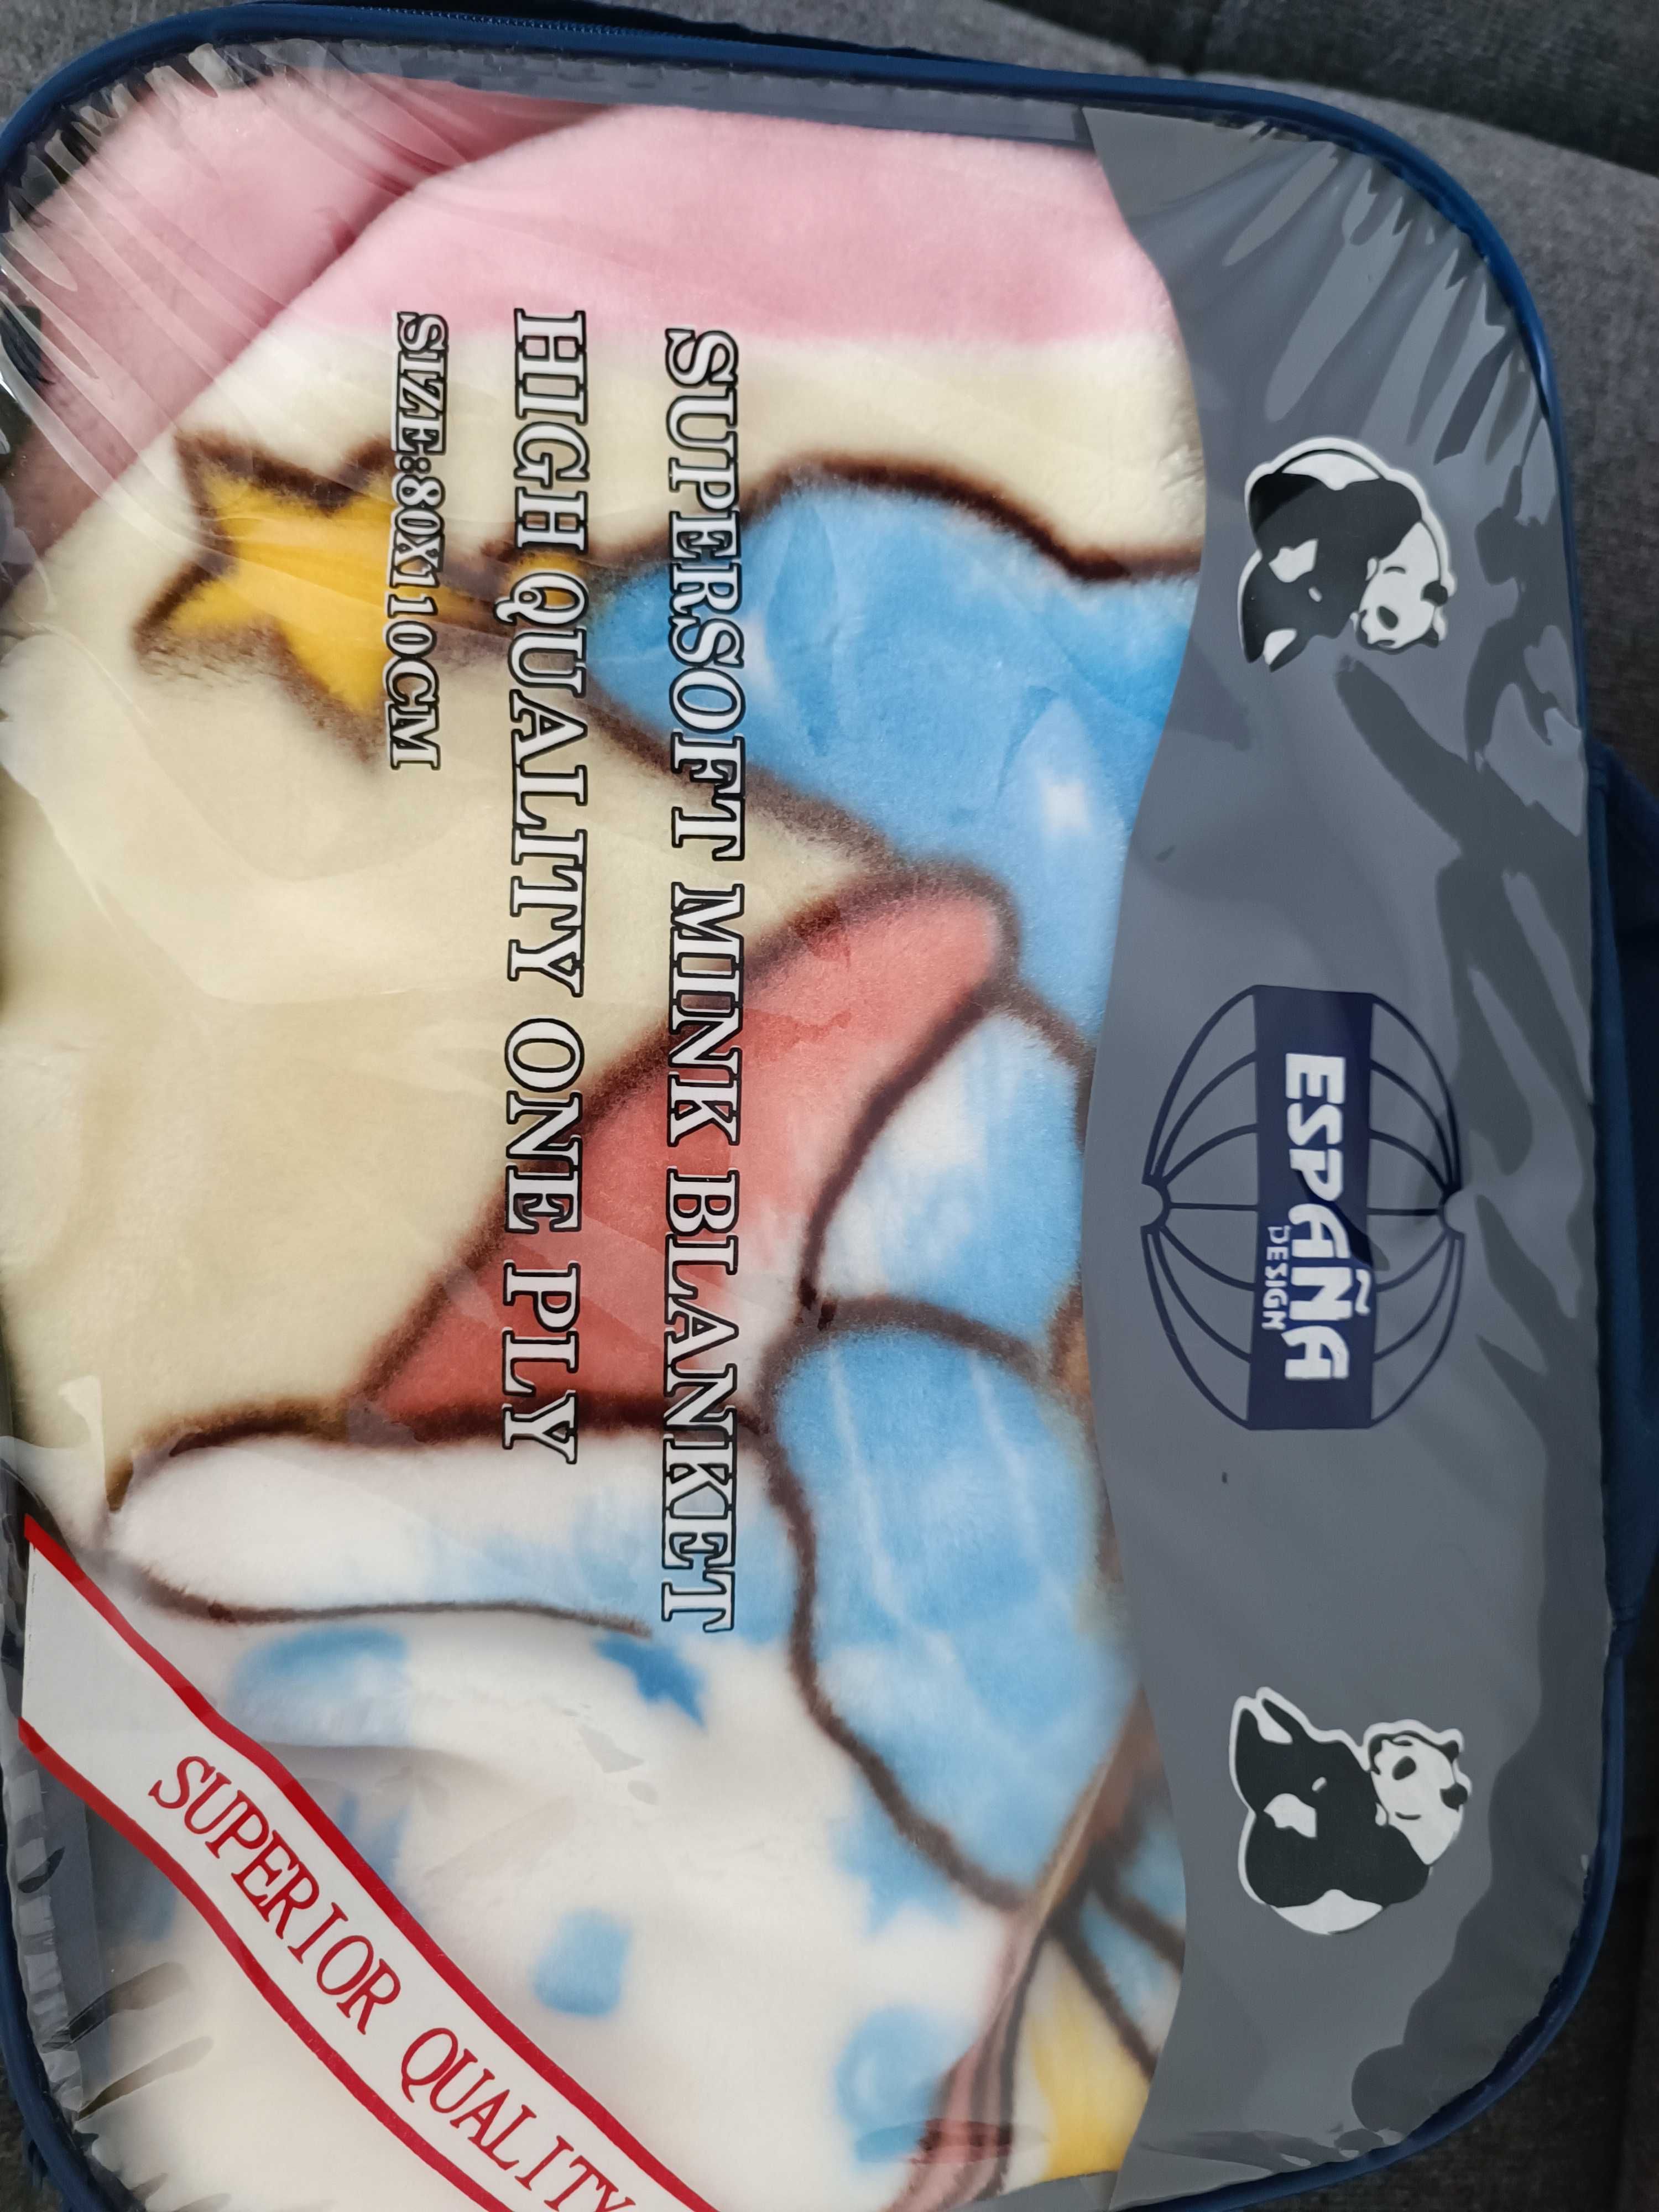 ESPAÑA
DESIGN
SUPERSOFT MINK BLANKET
HIGH QUALITY ONE PLY
SIZE:80X110CM
SUPERIOR QUALITY